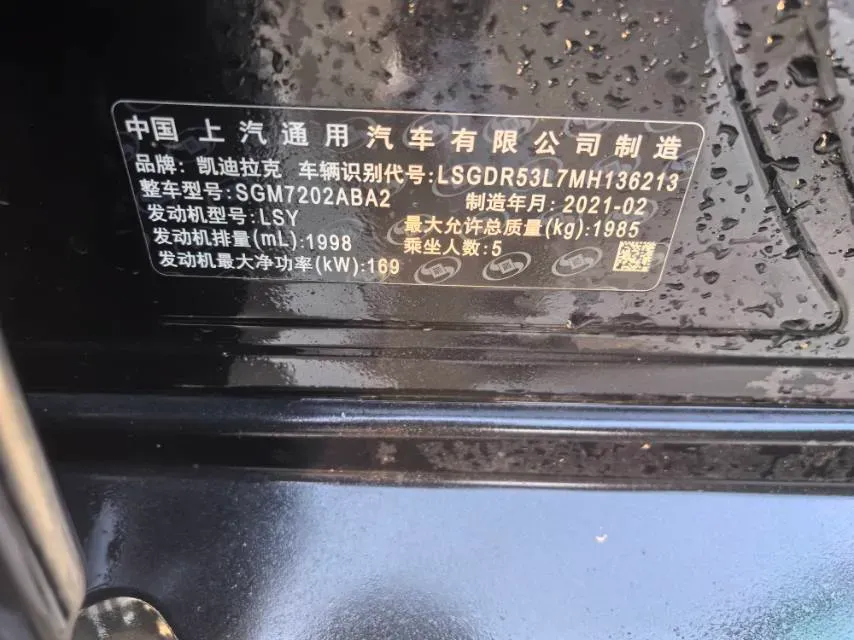 中国 上汽通用汽车有限公司制造
品牌: 凯迪拉克 车辆识别代号:LSGDR53L7MH136213
整车型号:SGM7202ABA2 制造年月: 2021-02
发动机型号:LSY 最大允许总质量(kg):1985
发动机排量(mL):1998 乘坐人数:5
发动机最大净功率(kW):169